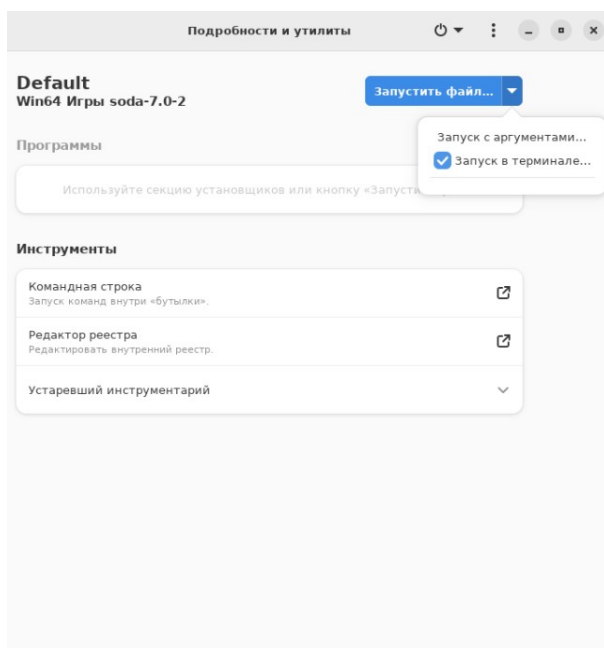 Подробности и утилиты
Default
Win64 Игры soda-7.0-2
Запустить файл...
Запуск с аргументами...
Запуск в терминале...
Программы
Используйте секцию установщиков или кнопку «Запусти
Инструменты
Командная строка
Запуск команд внутри «бутылки».
Редактор реестра
Редактировать внутренний реестр.
Устаревший инструментарий